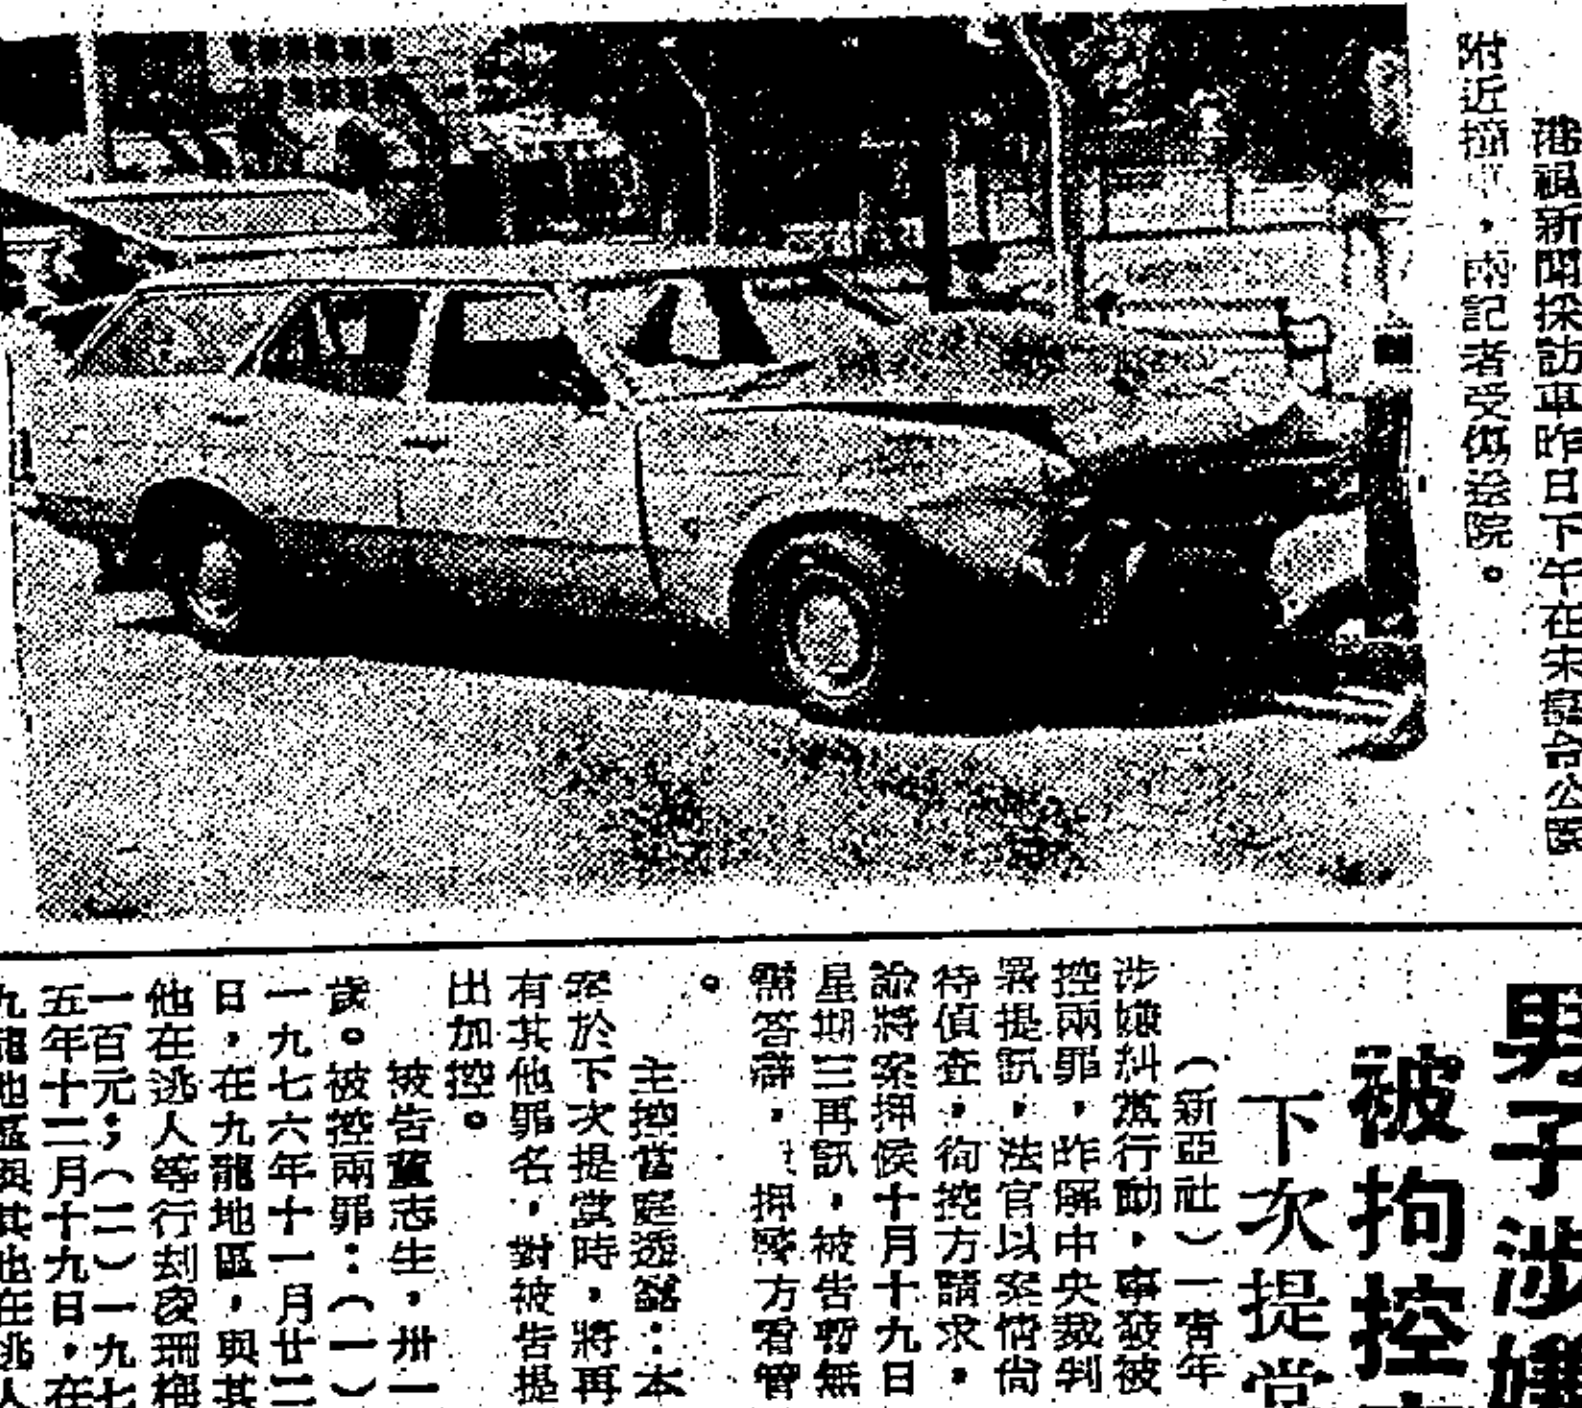 港視新聞採訪車昨日下午在宋皇台公園
附近撞車，兩記者受傷送院。
男子涉嫌
被拘控
下次提堂
（新亞社）一青年
涉嫌糾黨行動，事發被
控兩罪，昨解中央裁判
署提訊，法官以案情尚
待偵查，徇控方請求，
諭將案押候十月十九日
星期三再訊，被告暫無
需答辯，押警方看管
。
主控當庭透露：本
案於下次提堂時，將再
有其他罪名，對被告提
出加控。
被告董志生，卅一
歲。被控兩罪：（一）
一九七六年十一月廿二
日，在九龍地區，與其
他在逃人等行刦凌珊梅
一百元；（二）一九七
五年十二月十九日，在
九龍地區與其他在逃人